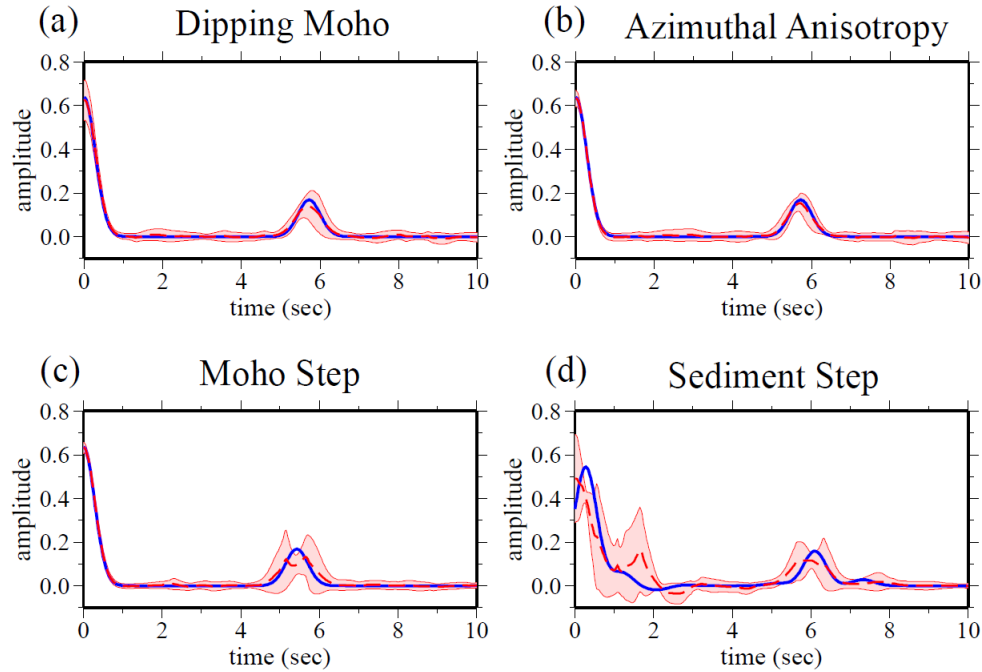 (a) Dipping Moho
0.8
0.6
0.4
0.2
0.0
amplitude
0 2 4 6 8 10
time (sec)
(b) Azimuthal Anisotropy
0.8
0.6
0.4
0.2
0.0
amplitude
0 2 4 6 8 10
time (sec)
(c) Moho Step
0.8
0.6
0.4
0.2
0.0
amplitude
0 2 4 6 8 10
time (sec)
(d) Sediment Step
0.8
0.6
0.4
0.2
0.0
amplitude
0 2 4 6 8 10
time (sec)